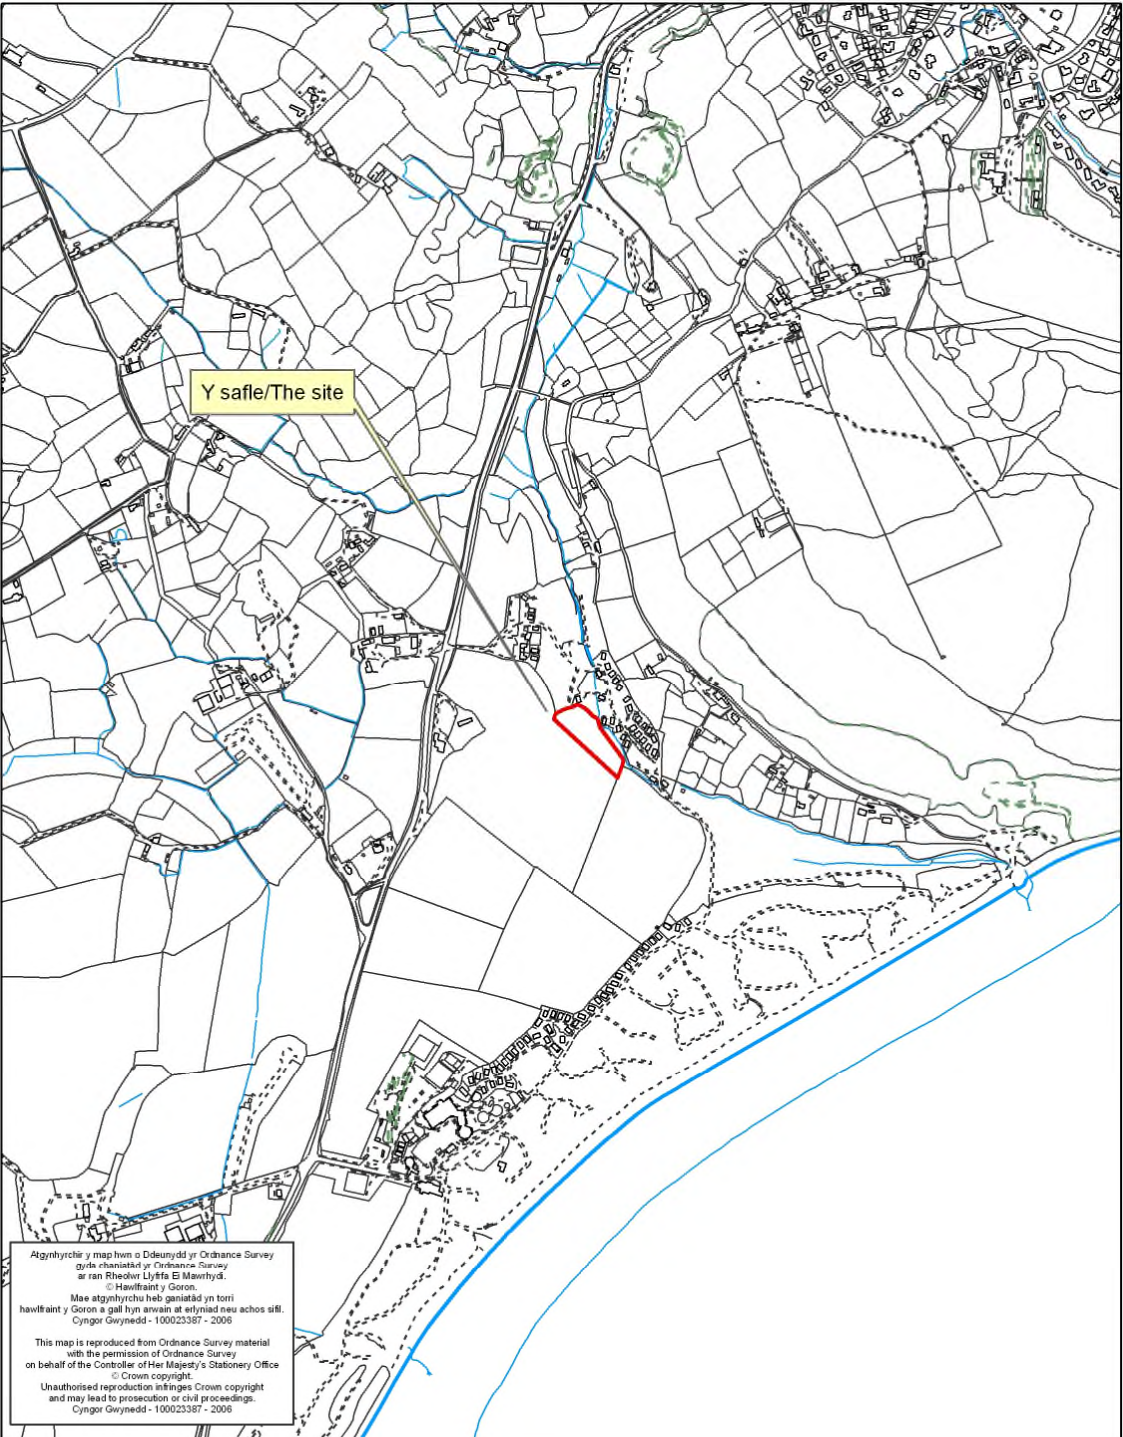 Y safle/The site
Atgynhyrchir y map hwn o Ddeunydd yr Ordnance Survey
gyda chaniatâd yr Ordnance Survey
ar ran Rheolwr Llyfrfa Ei Mawrhydi.
© Hawlfraint y Goron.
Mae atgynhyrchu heb ganiatâd yn torri
hawlfraint y Goron a gall hyn arwain at erlyniad neu achos sifil.
Cyngor Gwynedd - 100023387 - 2006
This map is reproduced from Ordnance Survey material
with the permission of Ordnance Survey
on behalf of the Controller of Her Majesty's Stationery Office
© Crown copyright.
Unauthorised reproduction infringes Crown copyright
and may lead to prosecution or civil proceedings.
Cyngor Gwynedd - 100023387 - 2006